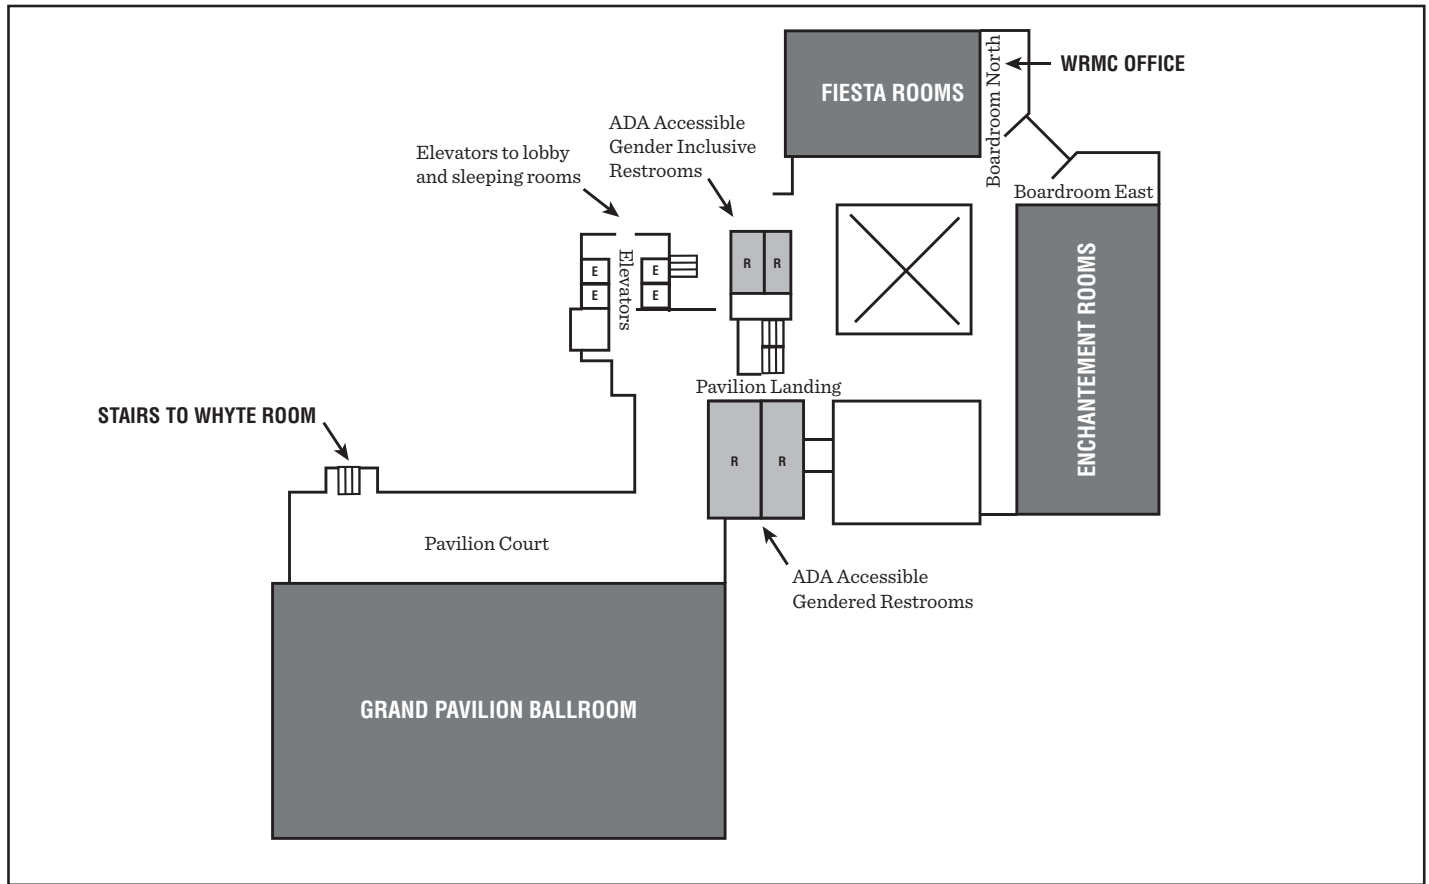 FIESTA ROOMS
Boardroom North
WRMC OFFICE
ADA Accessible
Gender Inclusive
Restrooms
Elevators to lobby
and sleeping rooms
Boardroom East
Elevators
E
E
E
E
R
R
ENCHANTEMENT ROOMS
Pavilion Landing
STAIRS TO WHYTE ROOM
R
R
Pavilion Court
ADA Accessible
Gendered Restrooms
GRAND PAVILION BALLROOM